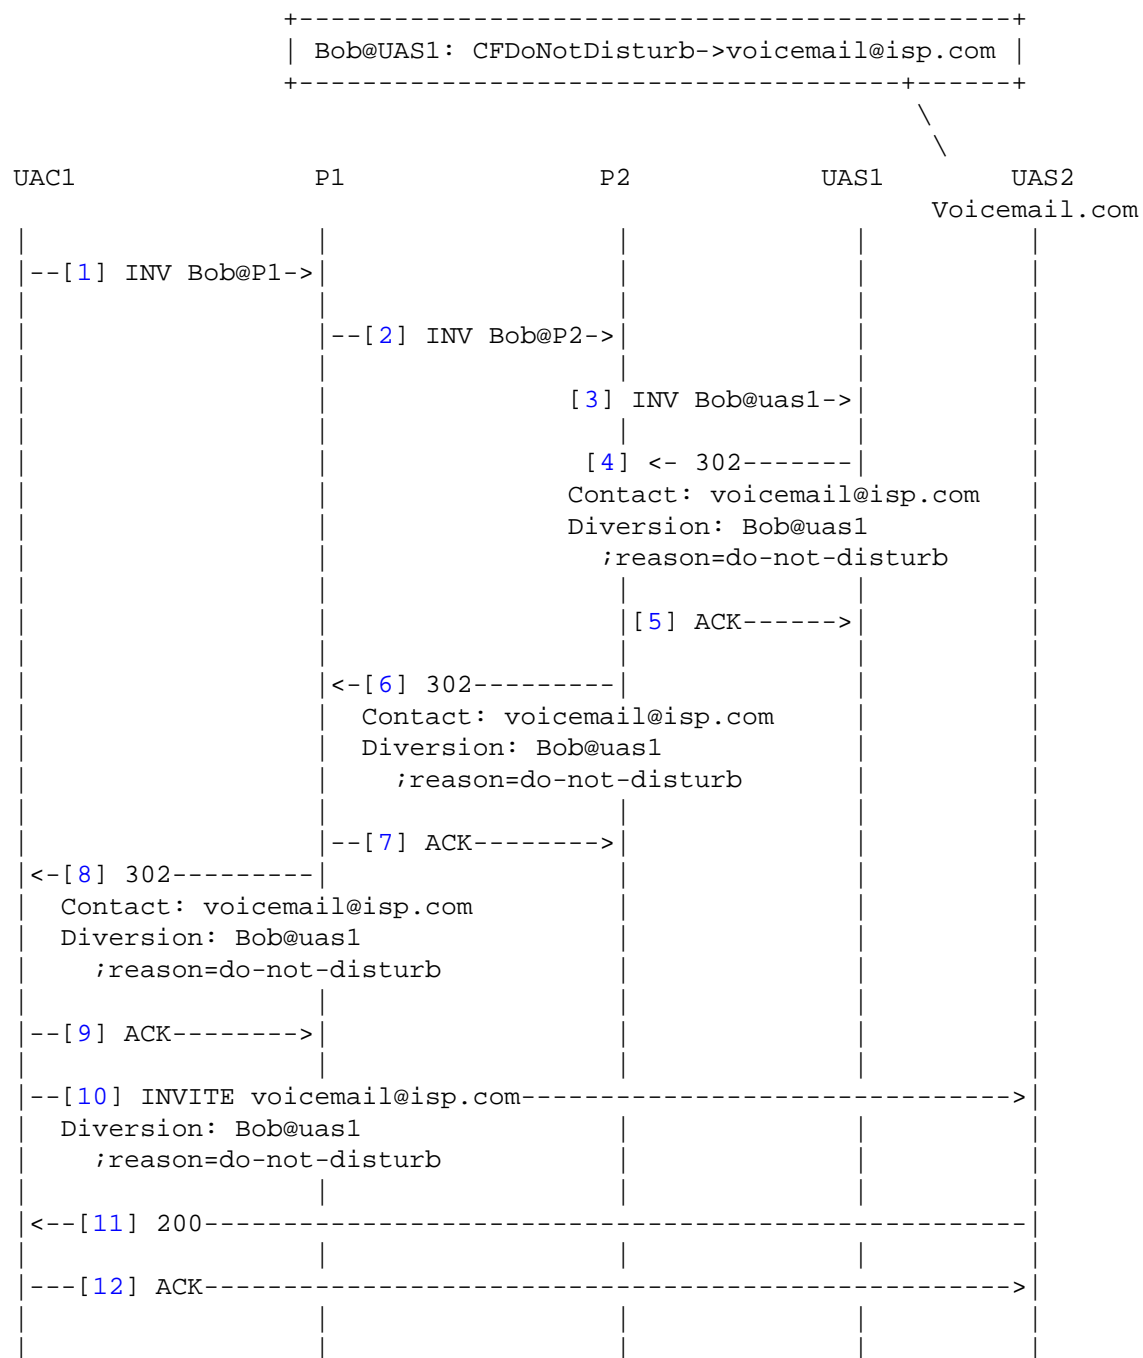 +---------------------------------------------+
| Bob@UAS1: CFDoNotDisturb->voicemail@isp.com |
+--------------------------------------+------+
\
\
UAC1 P1 P2 UAS1 UAS2
Voicemail.com
| | | | |
|--[1] INV Bob@P1->| | | |
| | | | |
| |--[2] INV Bob@P2->| | |
| | | | |
| | [3] INV Bob@uas1->| |
| | | | |
| | [4] <- 302-------| |
| | Contact: voicemail@isp.com |
| | Diversion: Bob@uas1 |
| | ;reason=do-not-disturb |
| | | | |
| | |[5] ACK------>| |
| | | | |
| |<-[6] 302---------| | |
| | Contact: voicemail@isp.com | |
| | Diversion: Bob@uas1 | |
| | ;reason=do-not-disturb | |
| | | | |
| |--[7] ACK-------->| | |
|<-[8] 302---------| | | |
| Contact: voicemail@isp.com | | |
| Diversion: Bob@uas1 | | |
| ;reason=do-not-disturb | | |
| | | | |
|--[9] ACK-------->| | | |
| | | | |
|--[10] INVITE voicemail@isp.com------------------------------->|
| Diversion: Bob@uas1 | | |
| ;reason=do-not-disturb | | |
| | | | |
|<--[11] 200----------------------------------------------------|
| | | | |
|---[12] ACK--------------------------------------------------->|
| | | | |
| | | | |